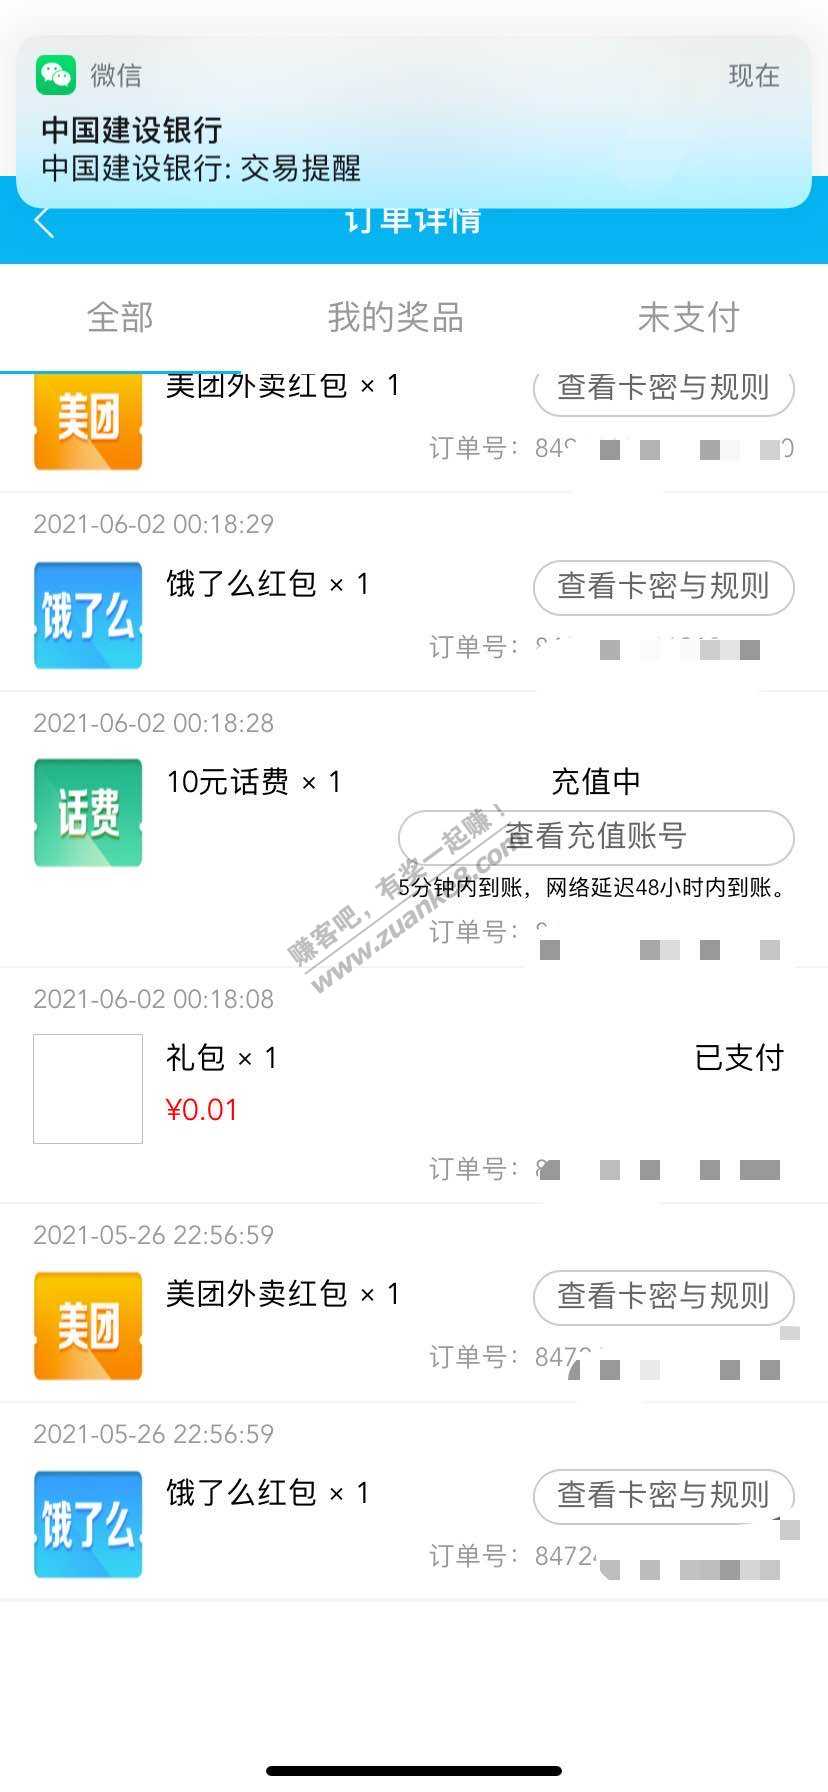 微信
现在
中国建设银行
中国建设银行: 交易提醒
订单详情
全部
我的奖品
未支付
美团
美团外卖红包 × 1
查看卡密与规则
订单号： 849
2021-06-02 00:18:29
饿了么
饿了么红包 × 1
查看卡密与规则
订单号：
2021-06-02 00:18:28
话费
10元话费 × 1
充值中
查看充值账号
5分钟内到账，网络延迟48小时内到账。
订单号：
赚客吧，有奖一起赚！
www.zuanke8.com
2021-06-02 00:18:08
礼包 × 1
已支付
¥0.01
订单号： 8
2021-05-26 22:56:59
美团
美团外卖红包 × 1
查看卡密与规则
订单号： 847
2021-05-26 22:56:59
饿了么
饿了么红包 × 1
查看卡密与规则
订单号： 8472